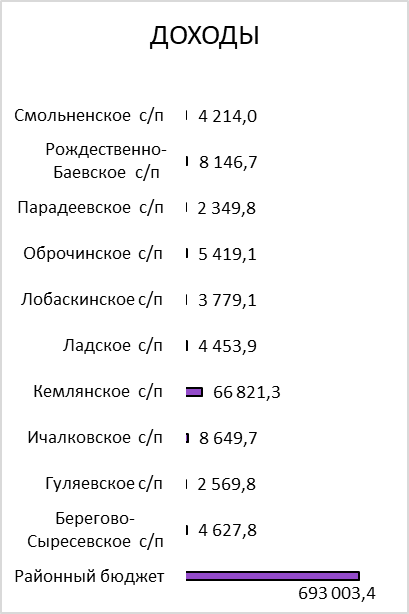 ДОХОДЫ
Смольненское с/п 4 214,0
Рождественно-
Баевское с/п 8 146,7
Парадеевское с/п 2 349,8
Оброчинское с/п 5 419,1
Лобаскинское с/п 3 779,1
Ладское с/п 4 453,9
Кемлянское с/п 66 821,3
Ичалковское с/п 8 649,7
Гуляевское с/п 2 569,8
Берегово-
Сыресевское с/п 4 627,8
Районный бюджет
693 003,4